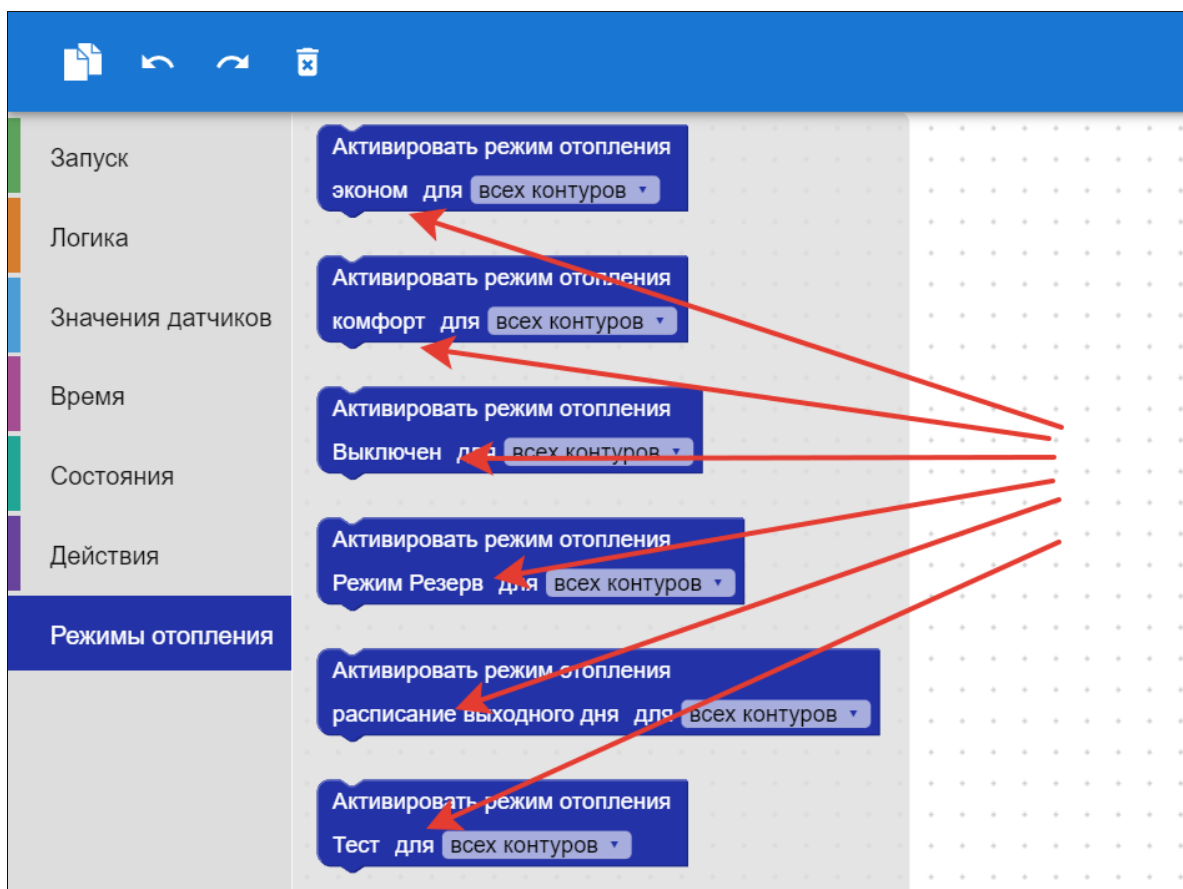 Запуск
Логика
Значения датчиков
Время
Состояния
Действия
Режимы отопления
Активировать режим отопления
эконом для всех контуров
Активировать режим отопления
комфорт для всех контуров
Активировать режим отопления
Выключен для всех контуров
Активировать режим отопления
Режим Резерв для всех контуров
Активировать режим отопления
расписание выходного дня для всех контуров
Активировать режим отопления
Тест для всех контуров